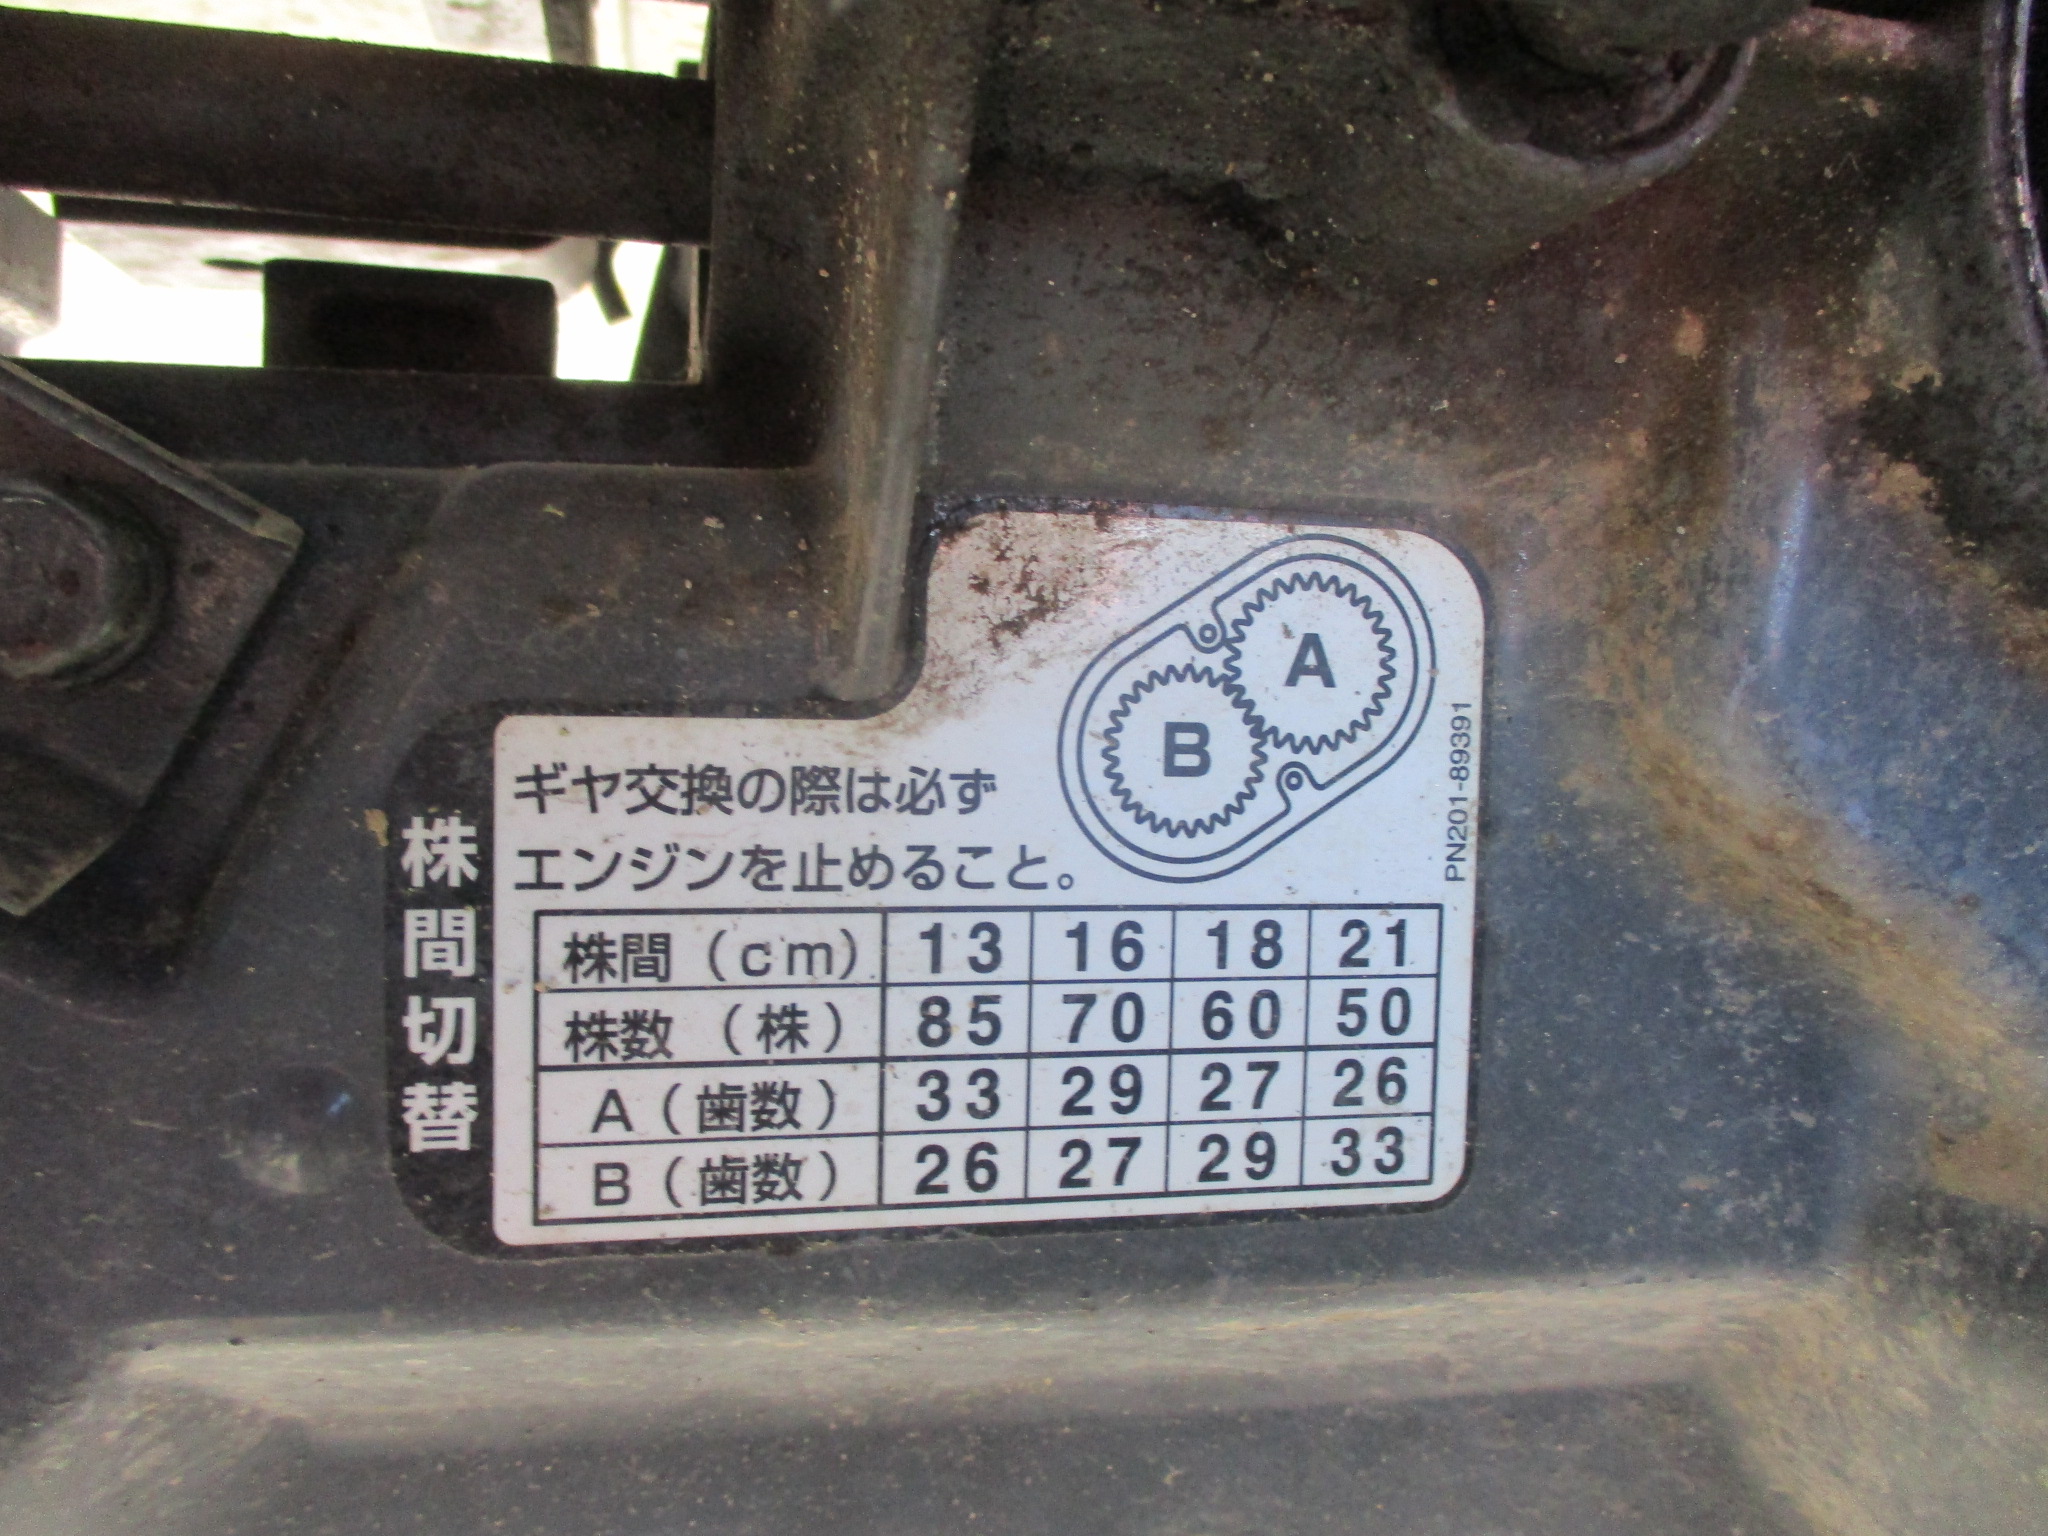 株間切替
ギヤ交換の際は必ず
エンジンを止めること。
A
B
PN201-89391
株間(cm) 13 16 18 21
株数(株) 85 70 60 50
A(歯数) 33 29 27 26
B(歯数) 26 27 29 33